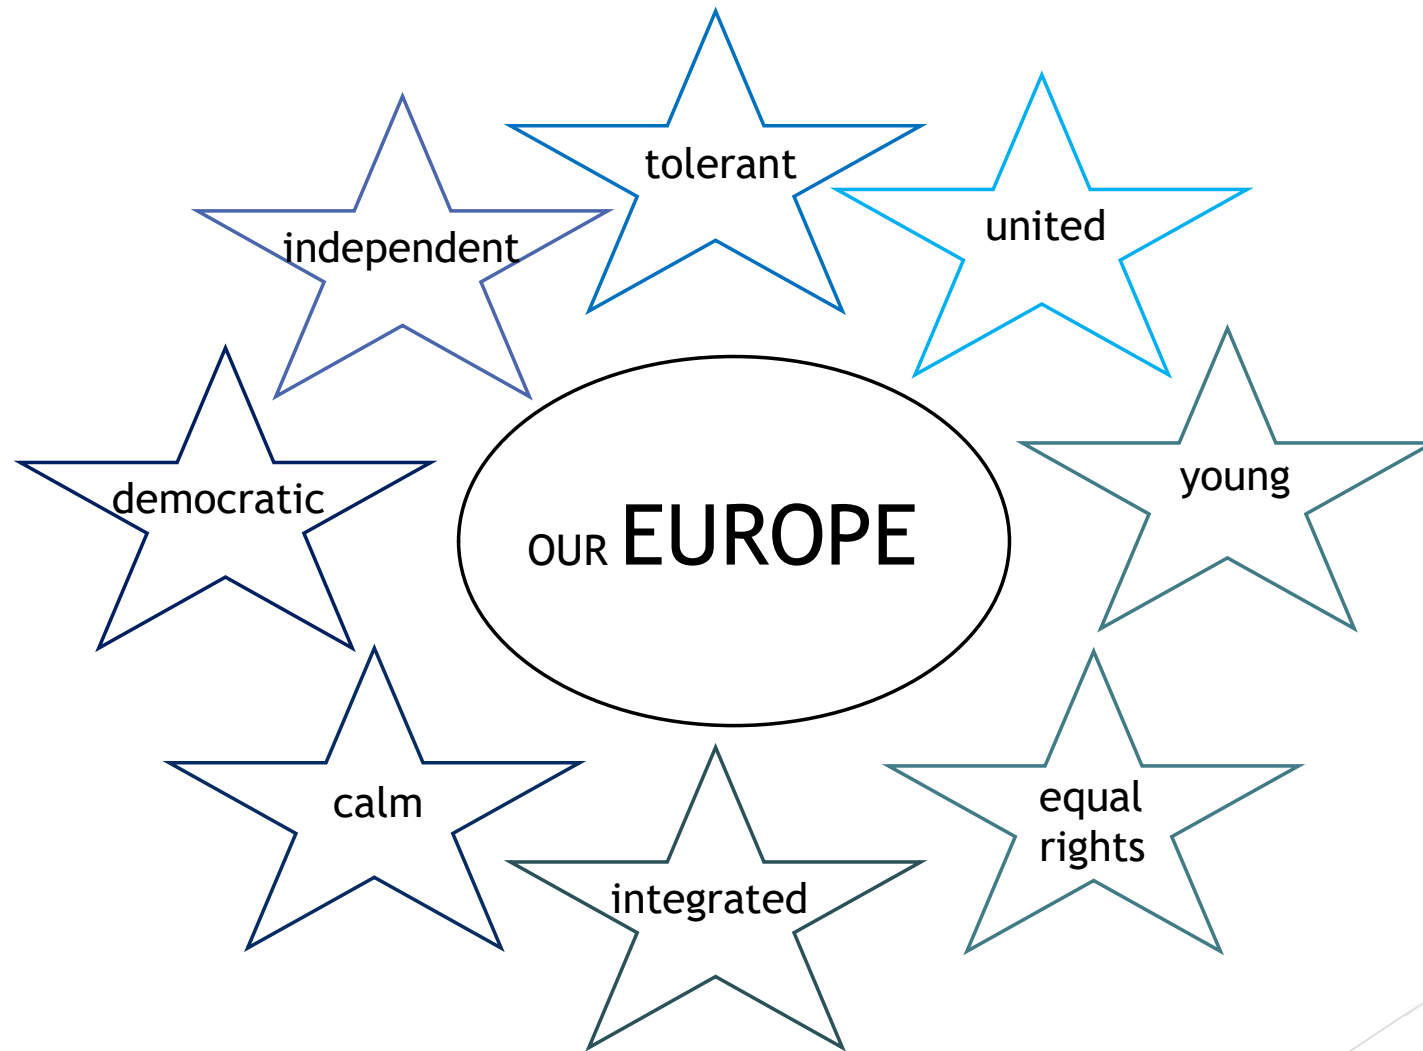 tolerant
united
independent
young
democratic
OUR EUROPE
equal
rights
calm
integrated